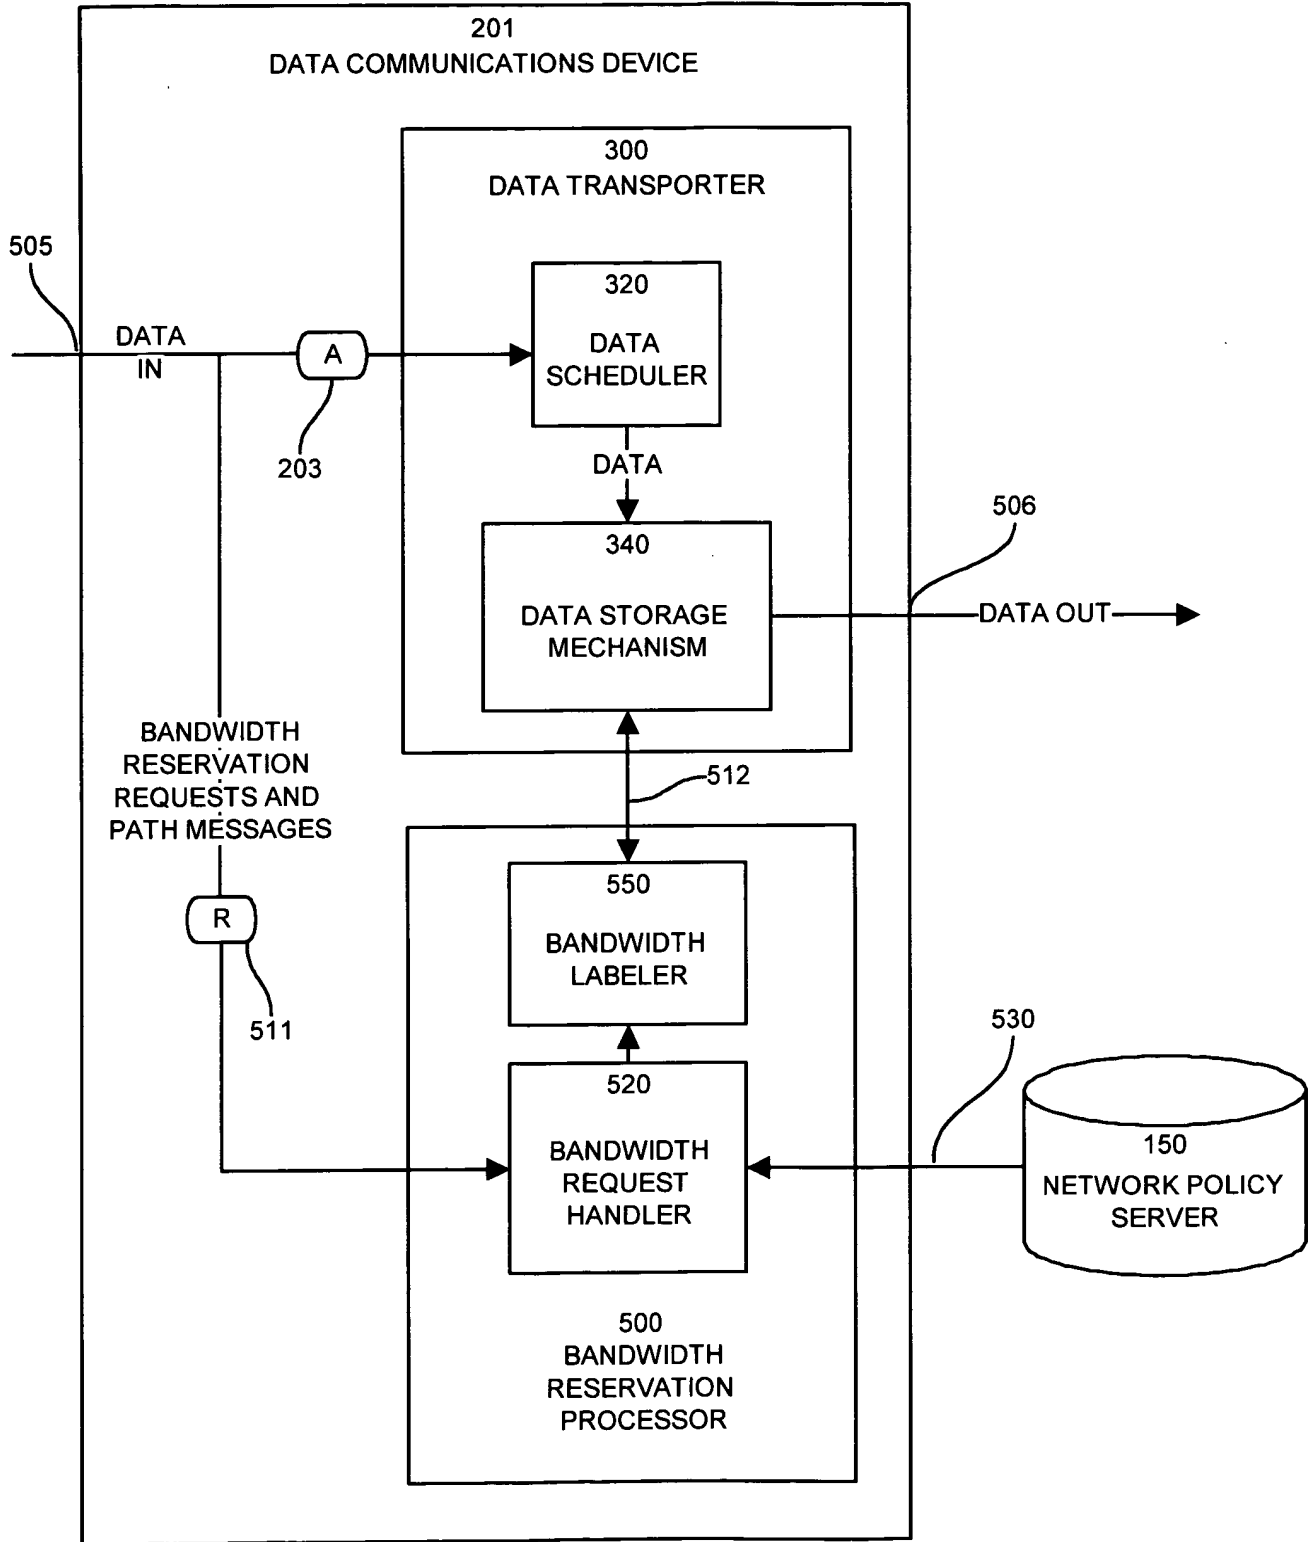 201
DATA COMMUNICATIONS DEVICE
300
DATA TRANSPORTER
505
320
DATA
SCHEDULER
DATA
IN
A
203
DATA
506
340
DATA STORAGE
MECHANISM
DATA OUT
BANDWIDTH
RESERVATION
REQUESTS AND
PATH MESSAGES
512
550
BANDWIDTH
LABELER
R
511
530
520
BANDWIDTH
REQUEST
HANDLER
150
NETWORK POLICY
SERVER
500
BANDWIDTH
RESERVATION
PROCESSOR